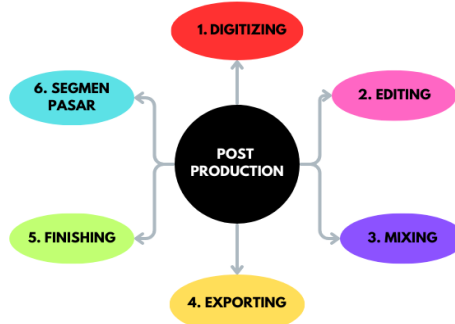 1. DIGITIZING
2. EDITING
3. MIXING
4. EXPORTING
5. FINISHING
6. SEGMEN
PASAR
POST
PRODUCTION